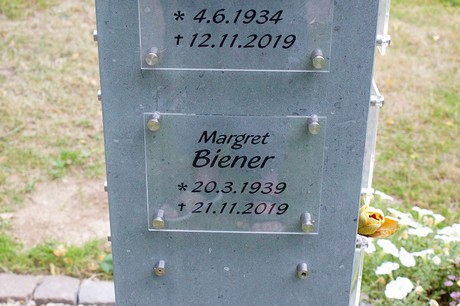 * 4.6.1934
† 12.11.2019
Margret
Biener
* 20.3.1939
† 21.11.2019